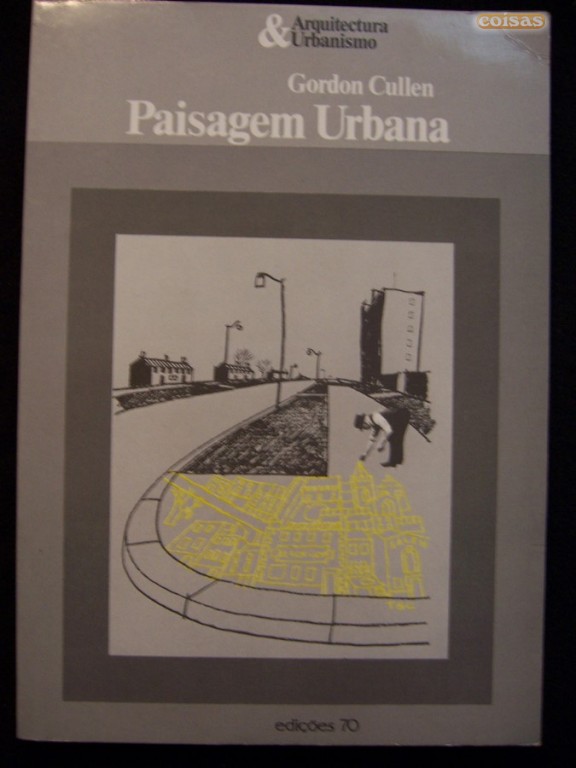 coisas
& Arquitectura
Urbanismo
Gordon Cullen
Paisagem Urbana
edições 70